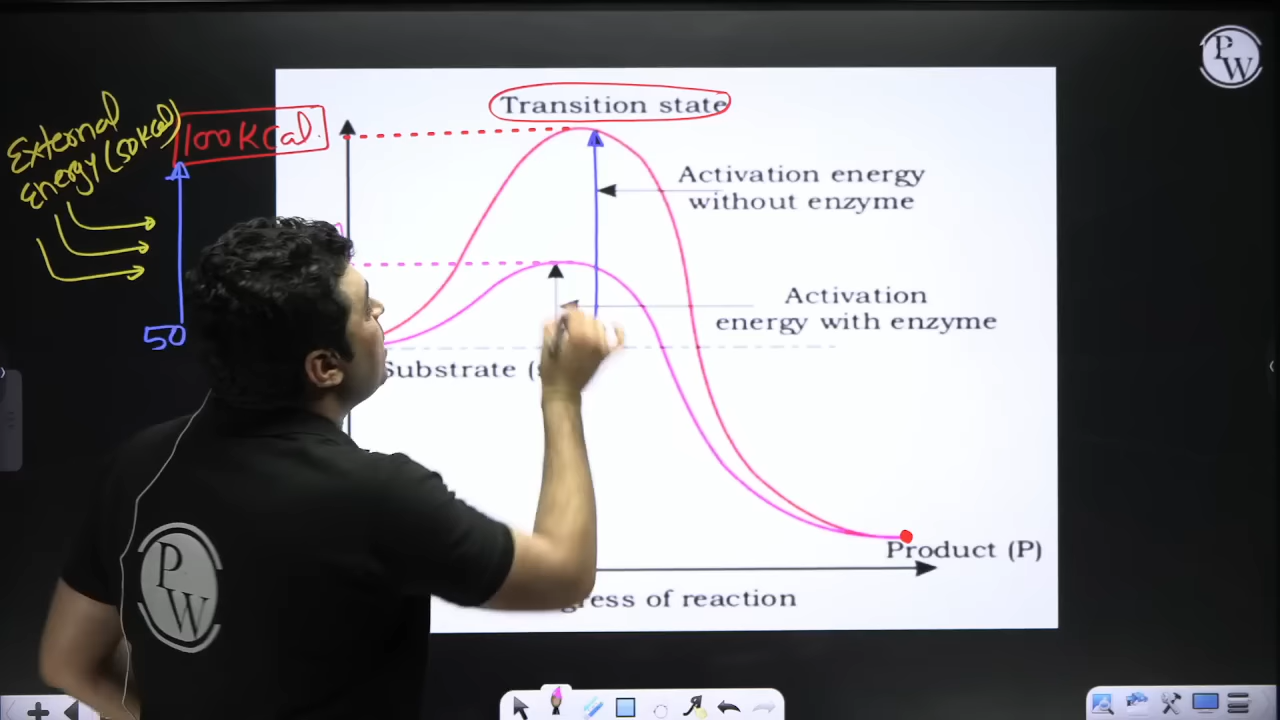 PW
Transition state
External
energy (50 Kcal)
100 Kcal.
Activation energy
without enzyme
Activation
energy with enzyme
50
Substrate (s
Product (P)
gress of reaction
PW